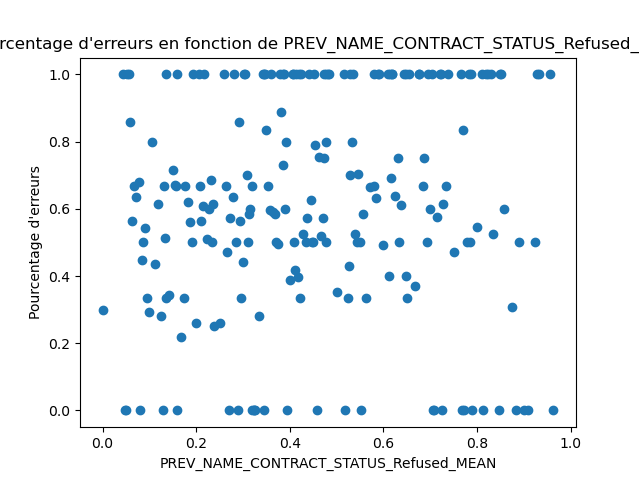 rcentage d'erreurs en fonction de PREV_NAME_CONTRACT_STATUS_Refused_
1.0
0.8
0.6
0.4
0.2
0.0
Pourcentage d'erreurs
0.0 0.2 0.4 0.6 0.8 1.0
PREV_NAME_CONTRACT_STATUS_Refused_MEAN